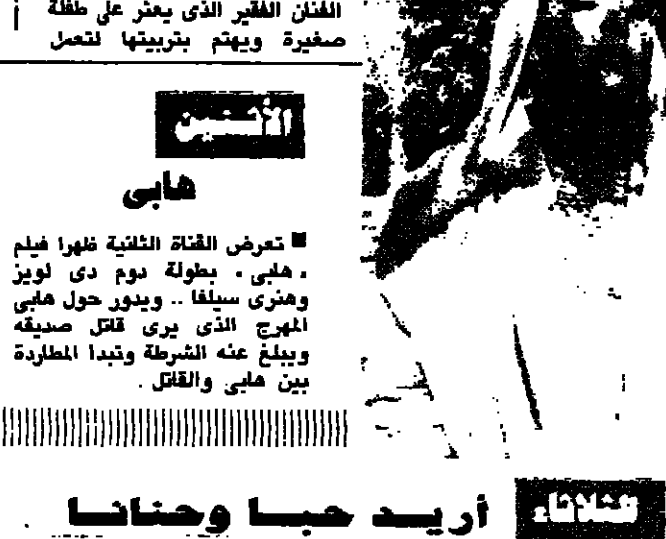 الفنان الفقير الذى يعثر على طفلة
صغيرة ويهتم بتربيتها لتعمل
أ
الأثنين
هابى
■ تعرض القناة الثانية ظهرا فيلم
« هابى » بطولة دوم دى لويز
وهنرى سيلفا .. ويدور حول هابى
المهرج الذى يرى قاتل صديقه
ويبلغ عنه الشرطة وتبدا المطاردة
بين هابى والقاتل .
الثلاثاء
أريد حبا وحنانا